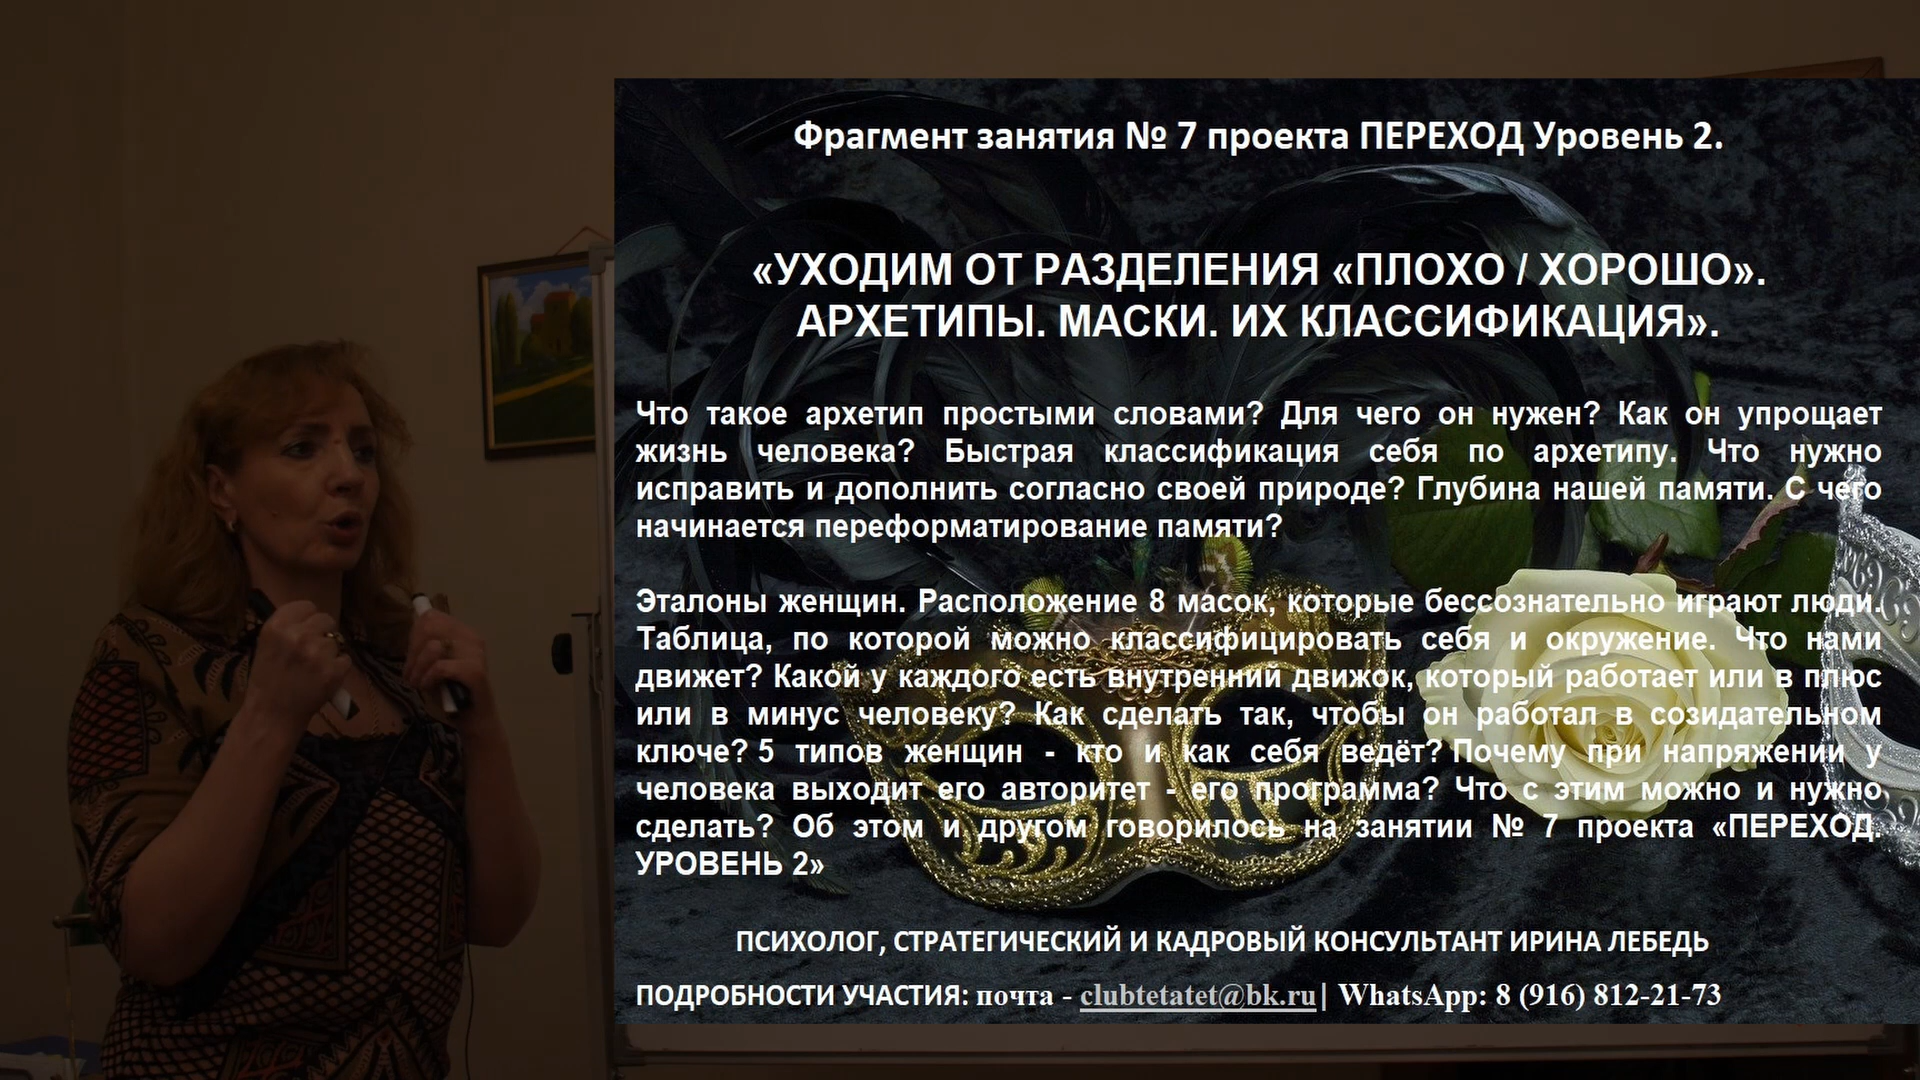 Фрагмент занятия № 7 проекта ПЕРЕХОД Уровень 2.
«УХОДИМ ОТ РАЗДЕЛЕНИЯ «ПЛОХО / ХОРОШО».
АРХЕТИПЫ. МАСКИ. ИХ КЛАССИФИКАЦИЯ».
Что такое архетип простыми словами? Для чего он нужен? Как он упрощает
жизнь человека? Быстрая классификация себя по архетипу. Что нужно
исправить и дополнить согласно своей природе? Глубина нашей памяти. С чего
начинается переформатирование памяти?
Эталоны женщин. Расположение 8 масок, которые бессознательно играют люди.
Таблица, по которой можно классифицировать себя и окружение. Что нами
движет? Какой у каждого есть внутренний движок, который работает или в плюс
или в минус человеку? Как сделать так, чтобы он работал в созидательном
ключе? 5 типов женщин - кто и как себя ведёт? Почему при напряжении у
человека выходит его авторитет - его программа? Что с этим можно и нужно
сделать? Об этом и другом говорилось на занятии № 7 проекта «ПЕРЕХОД.
УРОВЕНЬ 2»
ПСИХОЛОГ, СТРАТЕГИЧЕСКИЙ И КАДРОВЫЙ КОНСУЛЬТАНТ ИРИНА ЛЕБЕДЬ
ПОДРОБНОСТИ УЧАСТИЯ: почта - clubtetatet@bk.ru| WhatsApp: 8 (916) 812-21-73